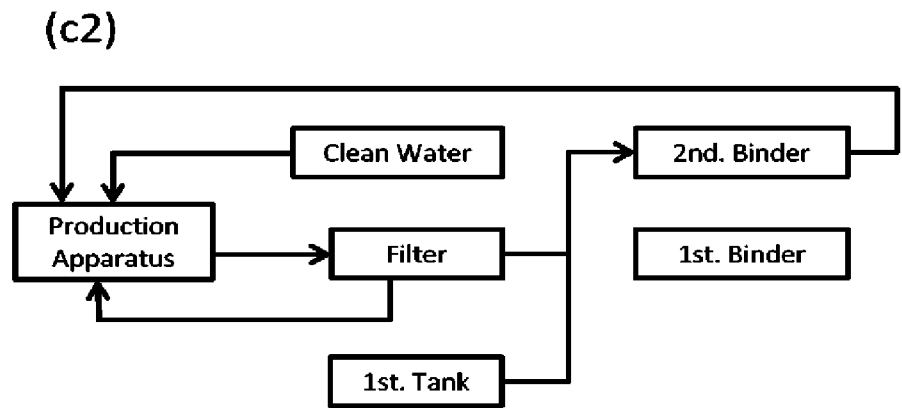 (c2)
Clean Water
2nd. Binder
Production
Apparatus
Filter
1st. Binder
1st. Tank